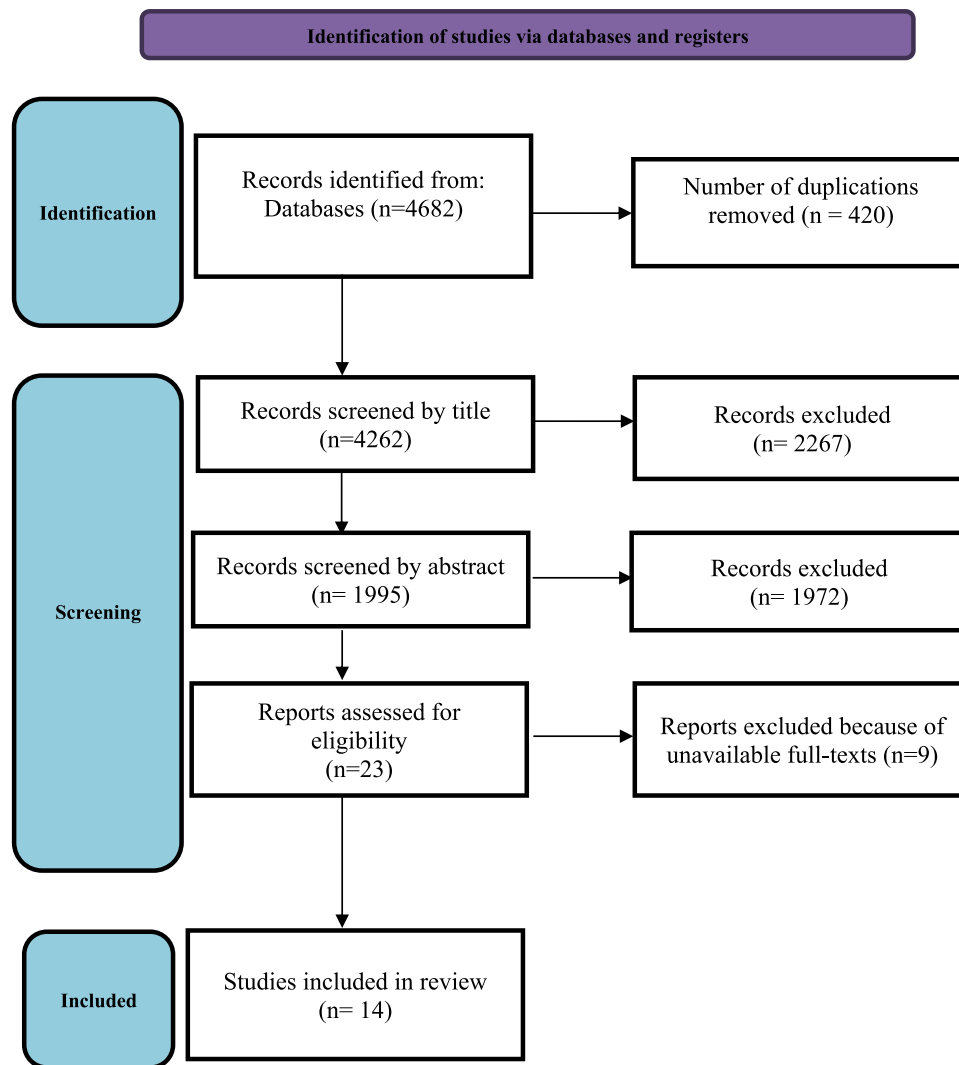 Identification of studies via databases and registers
Identification
Records identified from:
Databases (n=4682)
Number of duplications
removed (n = 420)
Screening
Records screened by title
(n=4262)
Records excluded
(n= 2267)
Records screened by abstract
(n= 1995)
Records excluded
(n= 1972)
Reports assessed for
eligibility
(n=23)
Reports excluded because of
unavailable full-texts (n=9)
Included
Studies included in review
(n= 14)